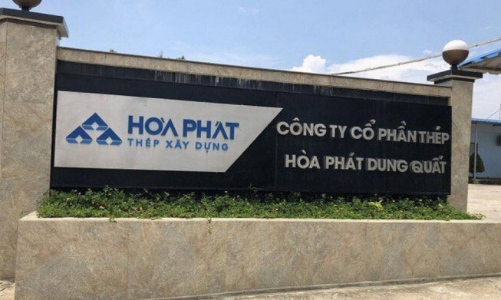 HÒA PHÁT
THÉP XÂY DỰNG
CÔNG TY CỔ PHẦN THÉP
HÒA PHÁT DUNG QUẤT